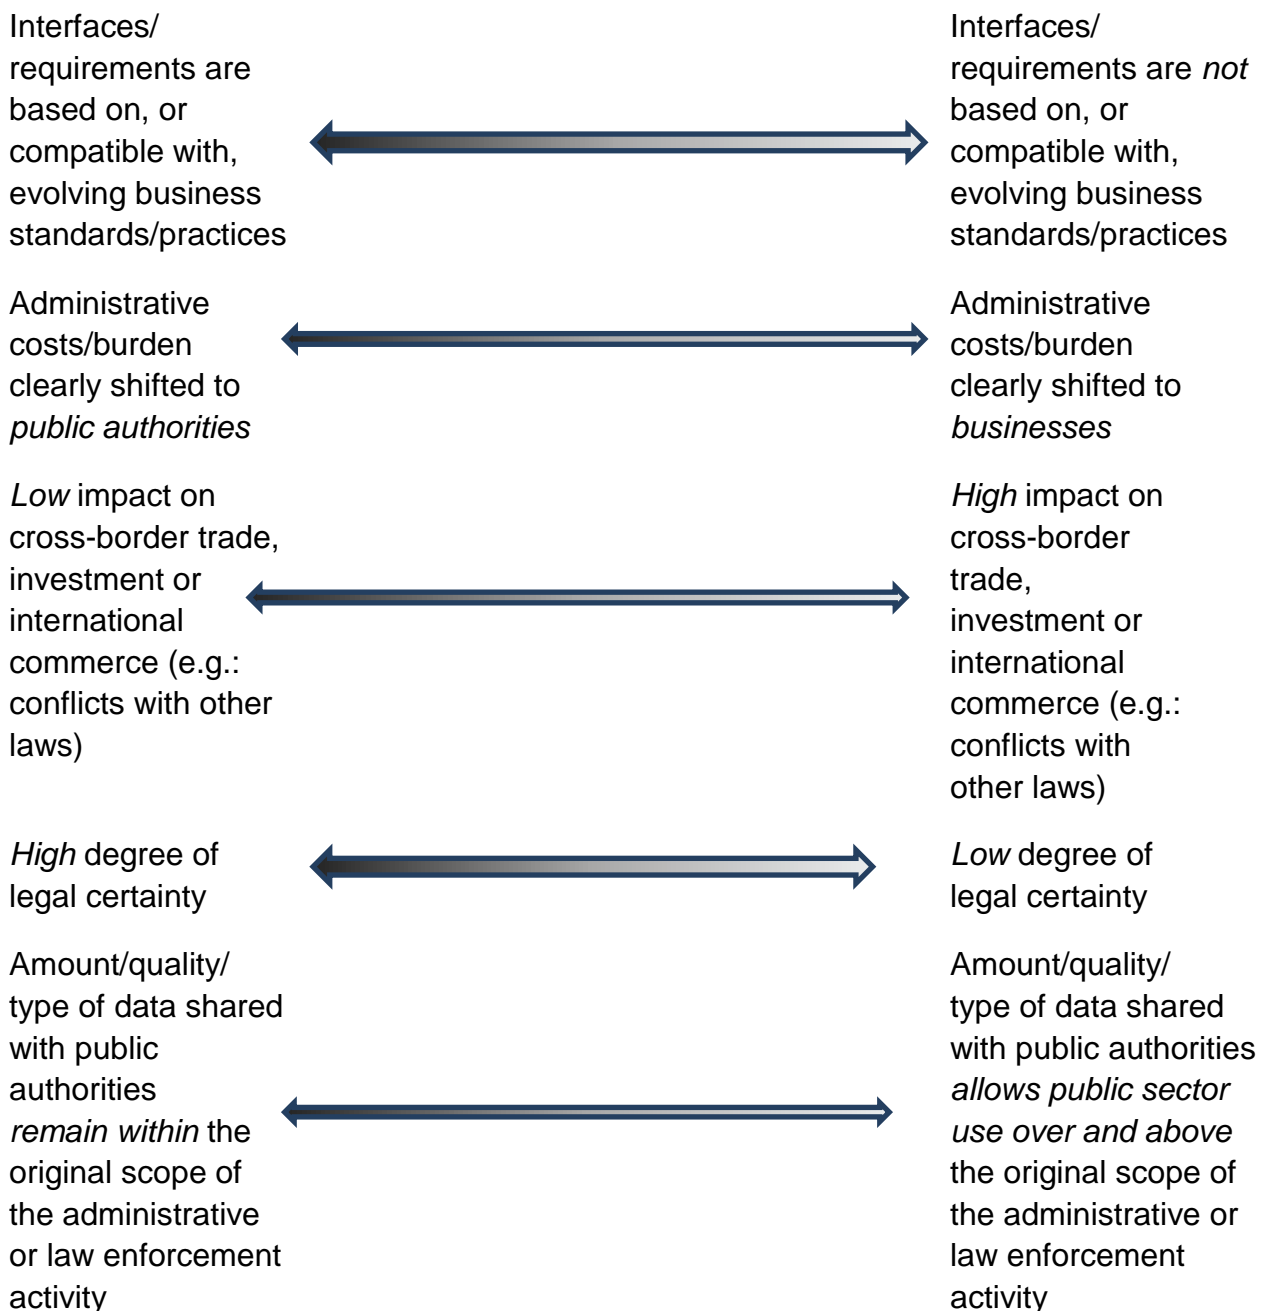 Interfaces/
requirements are
based on, or
compatible with,
evolving business
standards/practices
Interfaces/
requirements are not
based on, or
compatible with,
evolving business
standards/practices
Administrative
costs/burden
clearly shifted to
public authorities
Administrative
costs/burden
clearly shifted to
businesses
Low impact on
cross-border trade,
investment or
international
commerce (e.g.:
conflicts with other
laws)
High impact on
cross-border
trade,
investment or
international
commerce (e.g.:
conflicts with
other laws)
High degree of
legal certainty
Low degree of
legal certainty
Amount/quality/
type of data shared
with public
authorities
remain within the
original scope of
the administrative
or law enforcement
activity
Amount/quality/
type of data shared
with public authorities
allows public sector
use over and above
the original scope of
the administrative or
law enforcement
activity